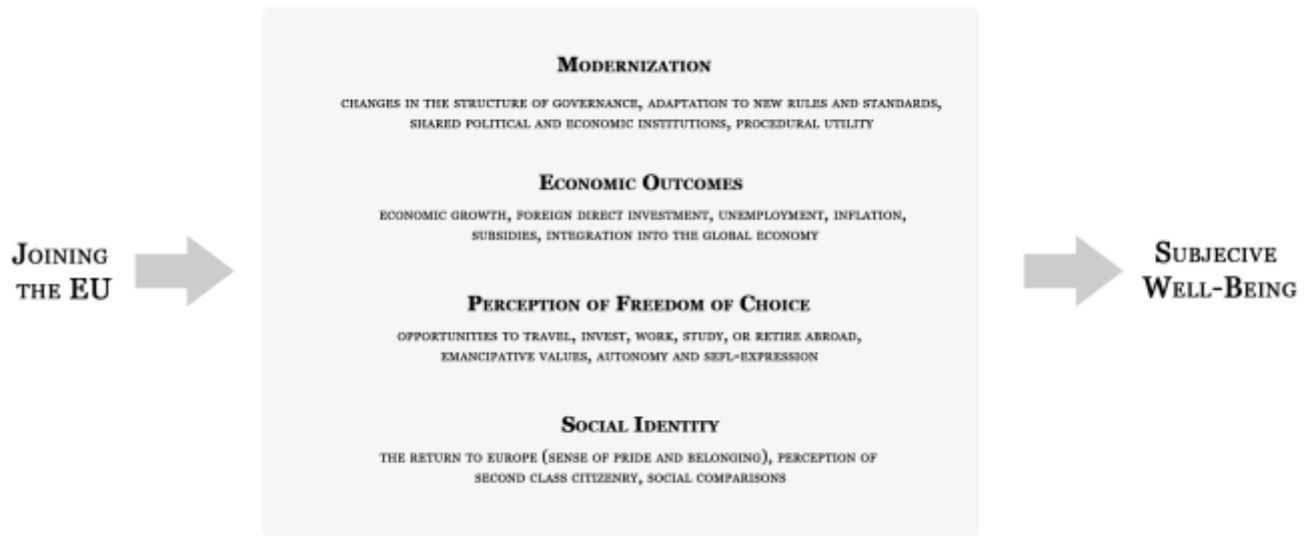 Modernization
changes in the structure of governance, adaptation to new rules and standards,
shared political and economic institutions, procedural utility
Economic Outcomes
economic growth, foreign direct investment, unemployment, inflation,
subsidies, integration into the global economy
Joining
the EU
Subjecive
Well-Being
Perception of Freedom of Choice
opportunities to travel, invest, work, study, or retire abroad,
emancipative values, autonomy and sefl-expression
Social Identity
the return to europe (sense of pride and belonging), perception of
second class citizenry, social comparisons